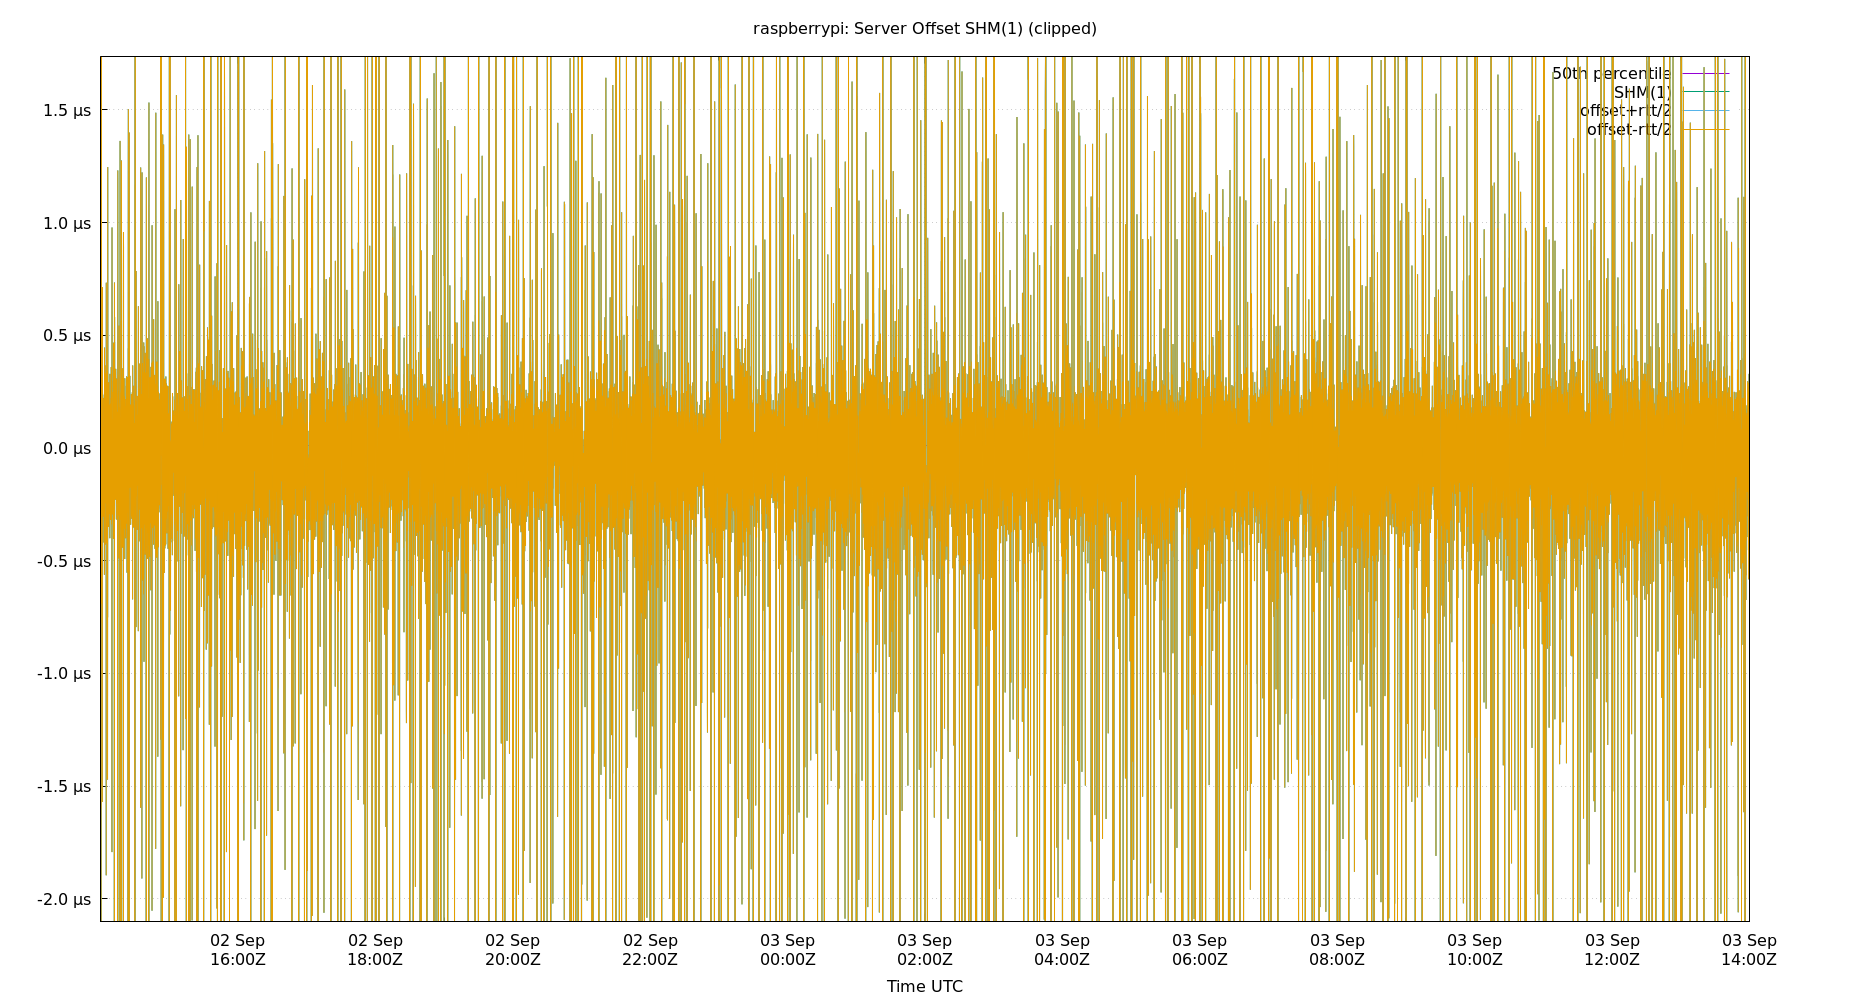 raspberrypi: Server Offset SHM(1) (clipped)
50th percentile
SHM(1)
offset+rtt/2
offset-rtt/2
1.5 µs
1.0 µs
0.5 µs
0.0 µs
-0.5 µs
-1.0 µs
-1.5 µs
-2.0 µs
02 Sep 02 Sep 02 Sep 02 Sep 03 Sep 03 Sep 03 Sep 03 Sep 03 Sep 03 Sep 03 Sep 03 Sep
16:00Z 18:00Z 20:00Z 22:00Z 00:00Z 02:00Z 04:00Z 06:00Z 08:00Z 10:00Z 12:00Z 14:00Z
Time UTC